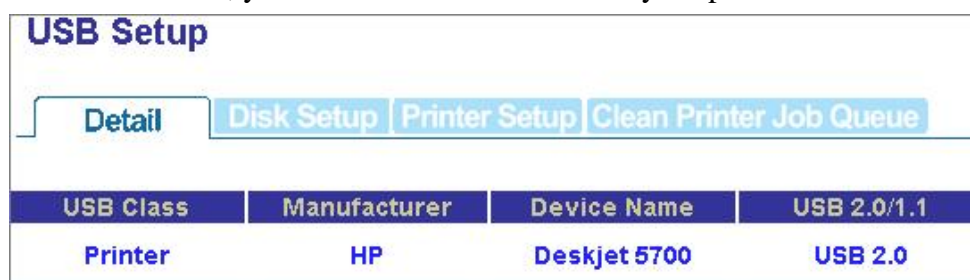 USB Setup
Detail Disk Setup Printer Setup Clean Printer Job Queue
USB Class Manufacturer Device Name USB 2.0/1.1
Printer HP Deskjet 5700 USB 2.0